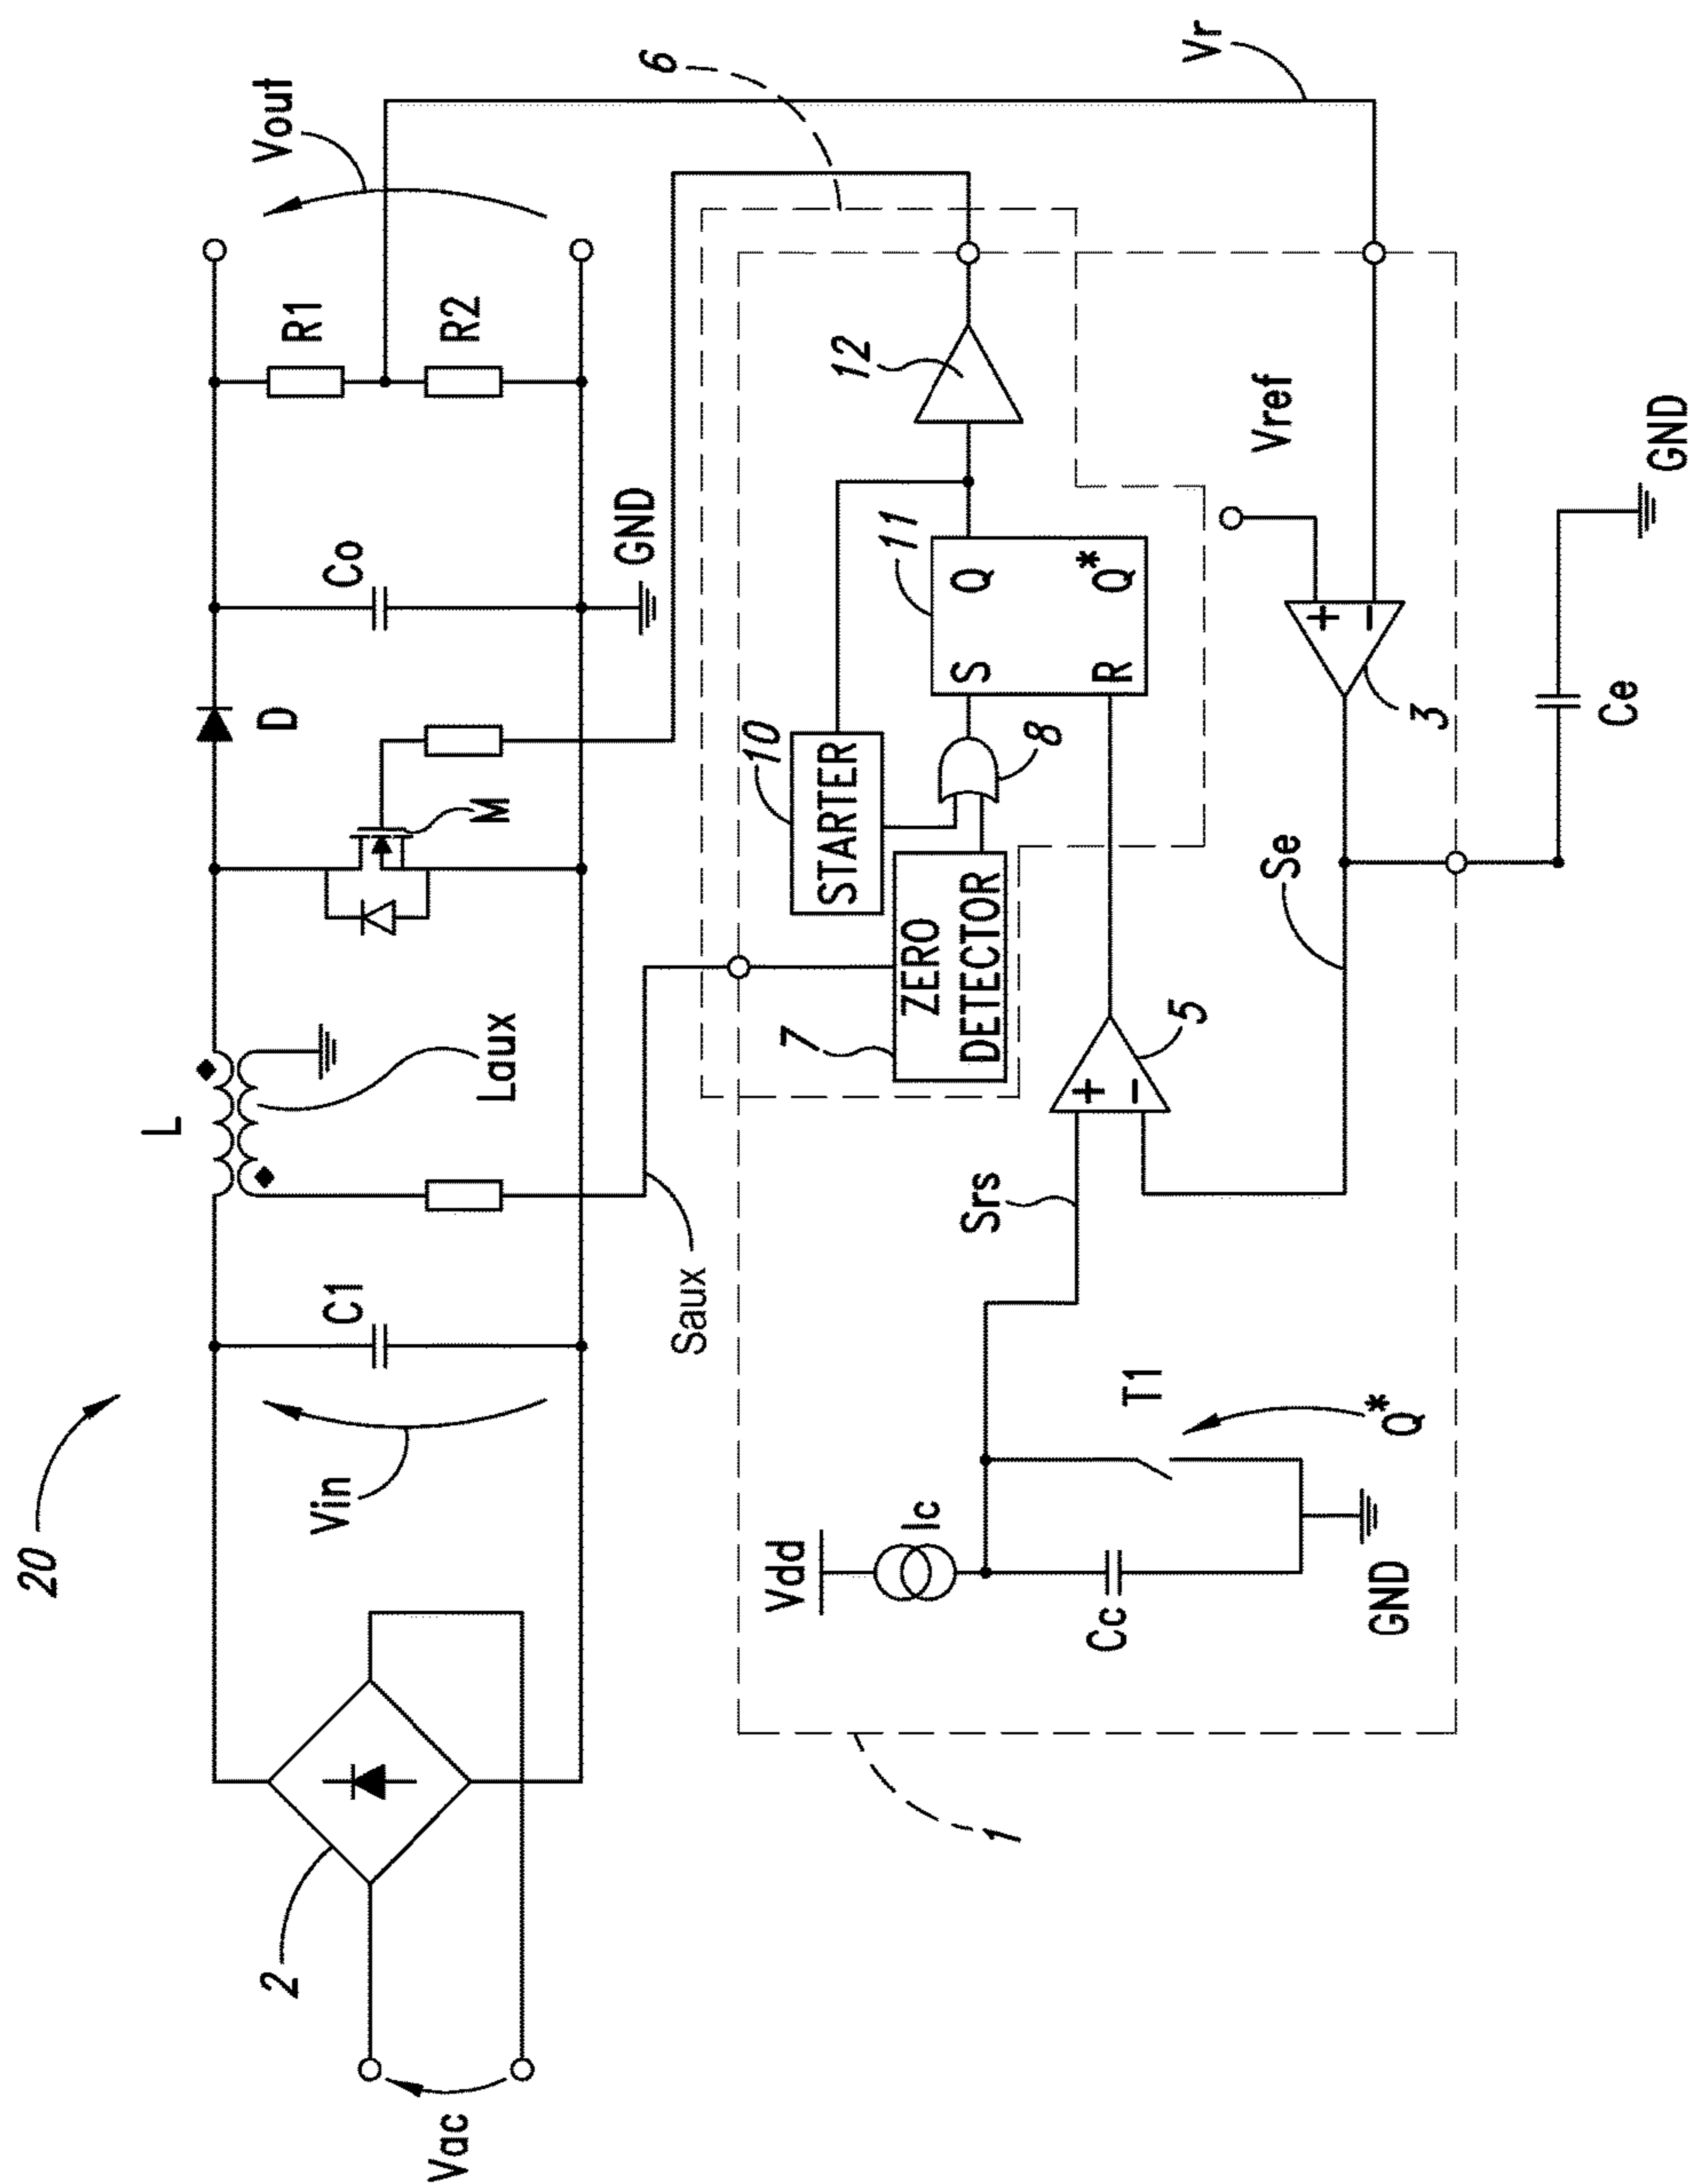 20
L
Vout
R1
D
Co
C1
Vin
Laux
M
R2
2
GND
Vac
Saux
6
10
STARTER
7
ZERO
DETECTOR
8
11
S
Q
R
Q*
12
Vdd
Ic
Srs
+
−
5
Cc
T1
Q*
GND
Se
Vref
+
−
3
Vr
1
Ce
GND